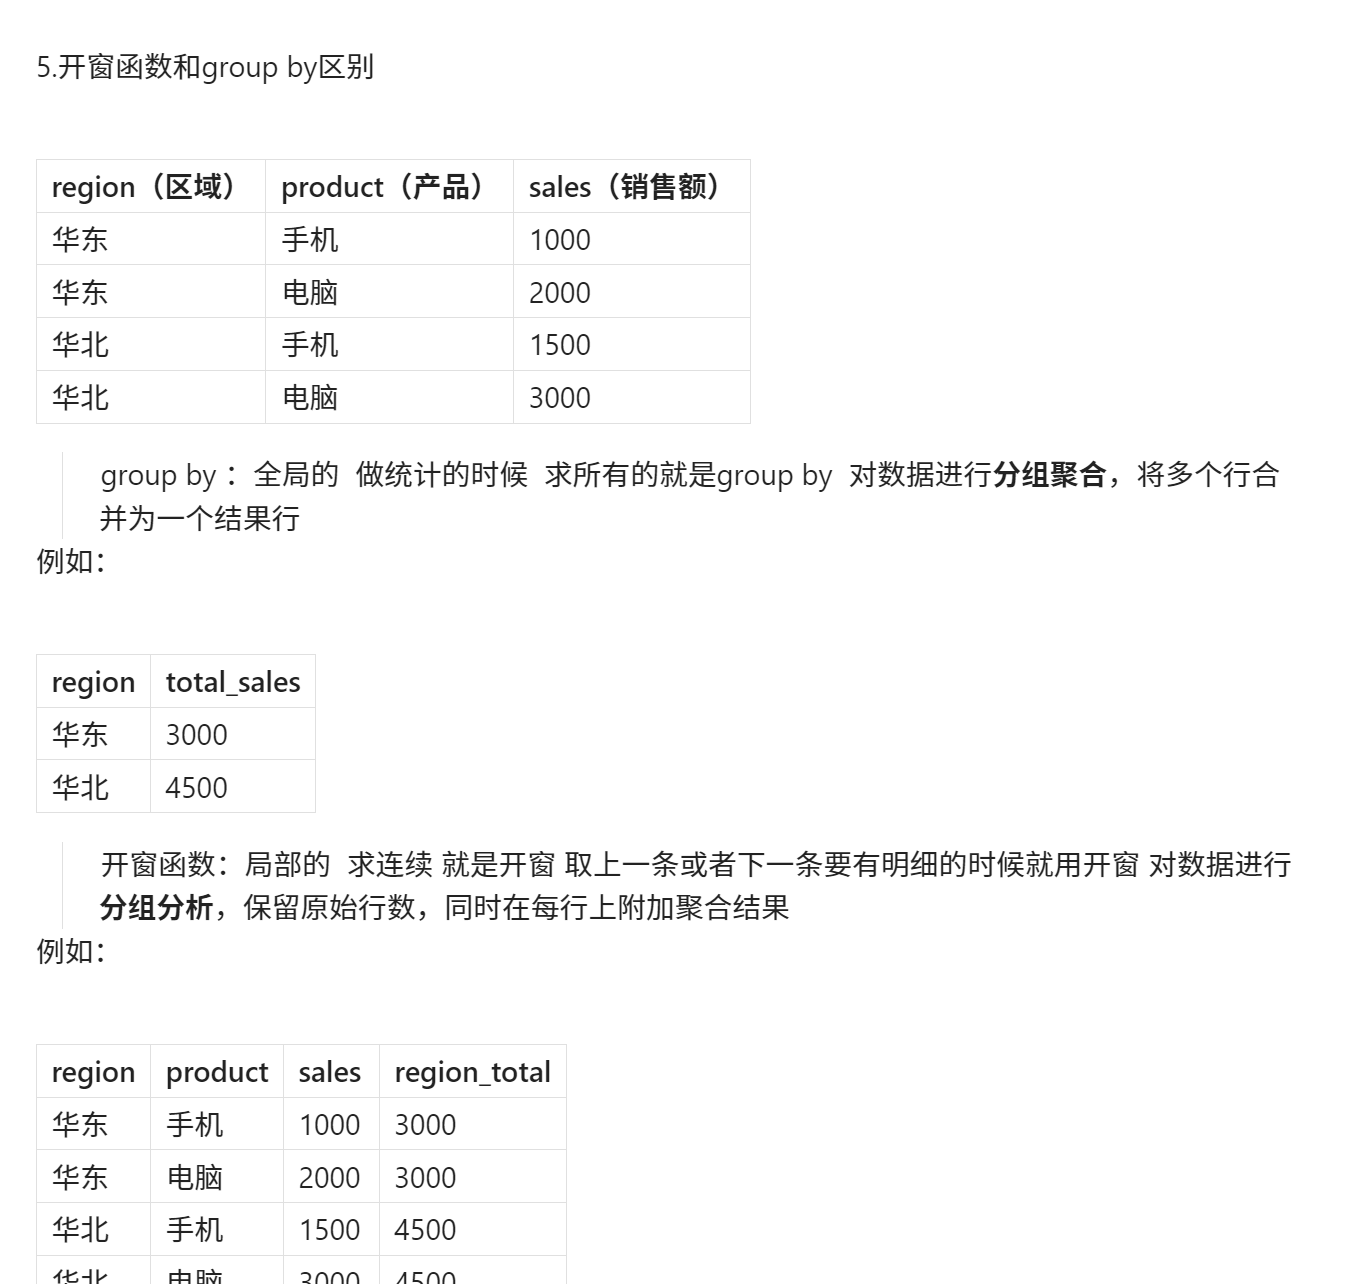 5.开窗函数和group by区别
region（区域） product（产品） sales（销售额）
华东 手机 1000
华东 电脑 2000
华北 手机 1500
华北 电脑 3000
group by ：全局的  做统计的时候  求所有的就是group by  对数据进行分组聚合，将多个行合
并为一个结果行
例如：
region total_sales
华东 3000
华北 4500
开窗函数：局部的  求连续 就是开窗 取上一条或者下一条要有明细的时候就用开窗 对数据进行
分组分析，保留原始行数，同时在每行上附加聚合结果
例如：
region product sales region_total
华东 手机 1000 3000
华东 电脑 2000 3000
华北 手机 1500 4500
华北 电脑 3000 4500